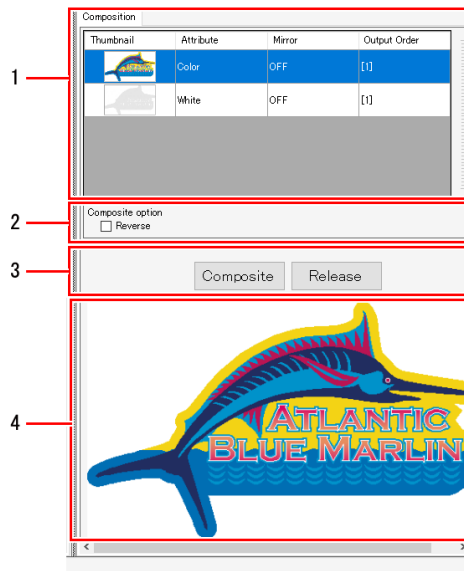 Composition
Thumbnail Attribute Mirror Output Order
1
Color OFF [1]
White OFF [1]
2
Composite option
Reverse
3
Composite Release
4
ATLANTIC
BLUE MARLIN